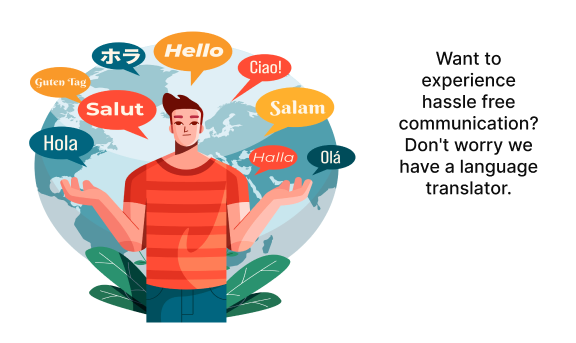 Hello
ホラ
Ciao!
Guten Tag
Salut
Salam
Hola
Halla
Olá
Want to
experience
hassle free
communication?
Don't worry we
have a language
translator.